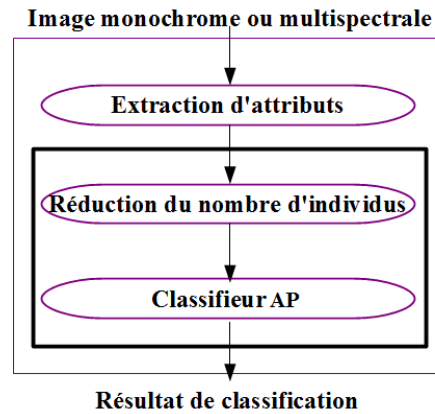 Image monochrome ou multispectrale
Extraction d'attributs
Réduction du nombre d'individus
Classifieur AP
Résultat de classification